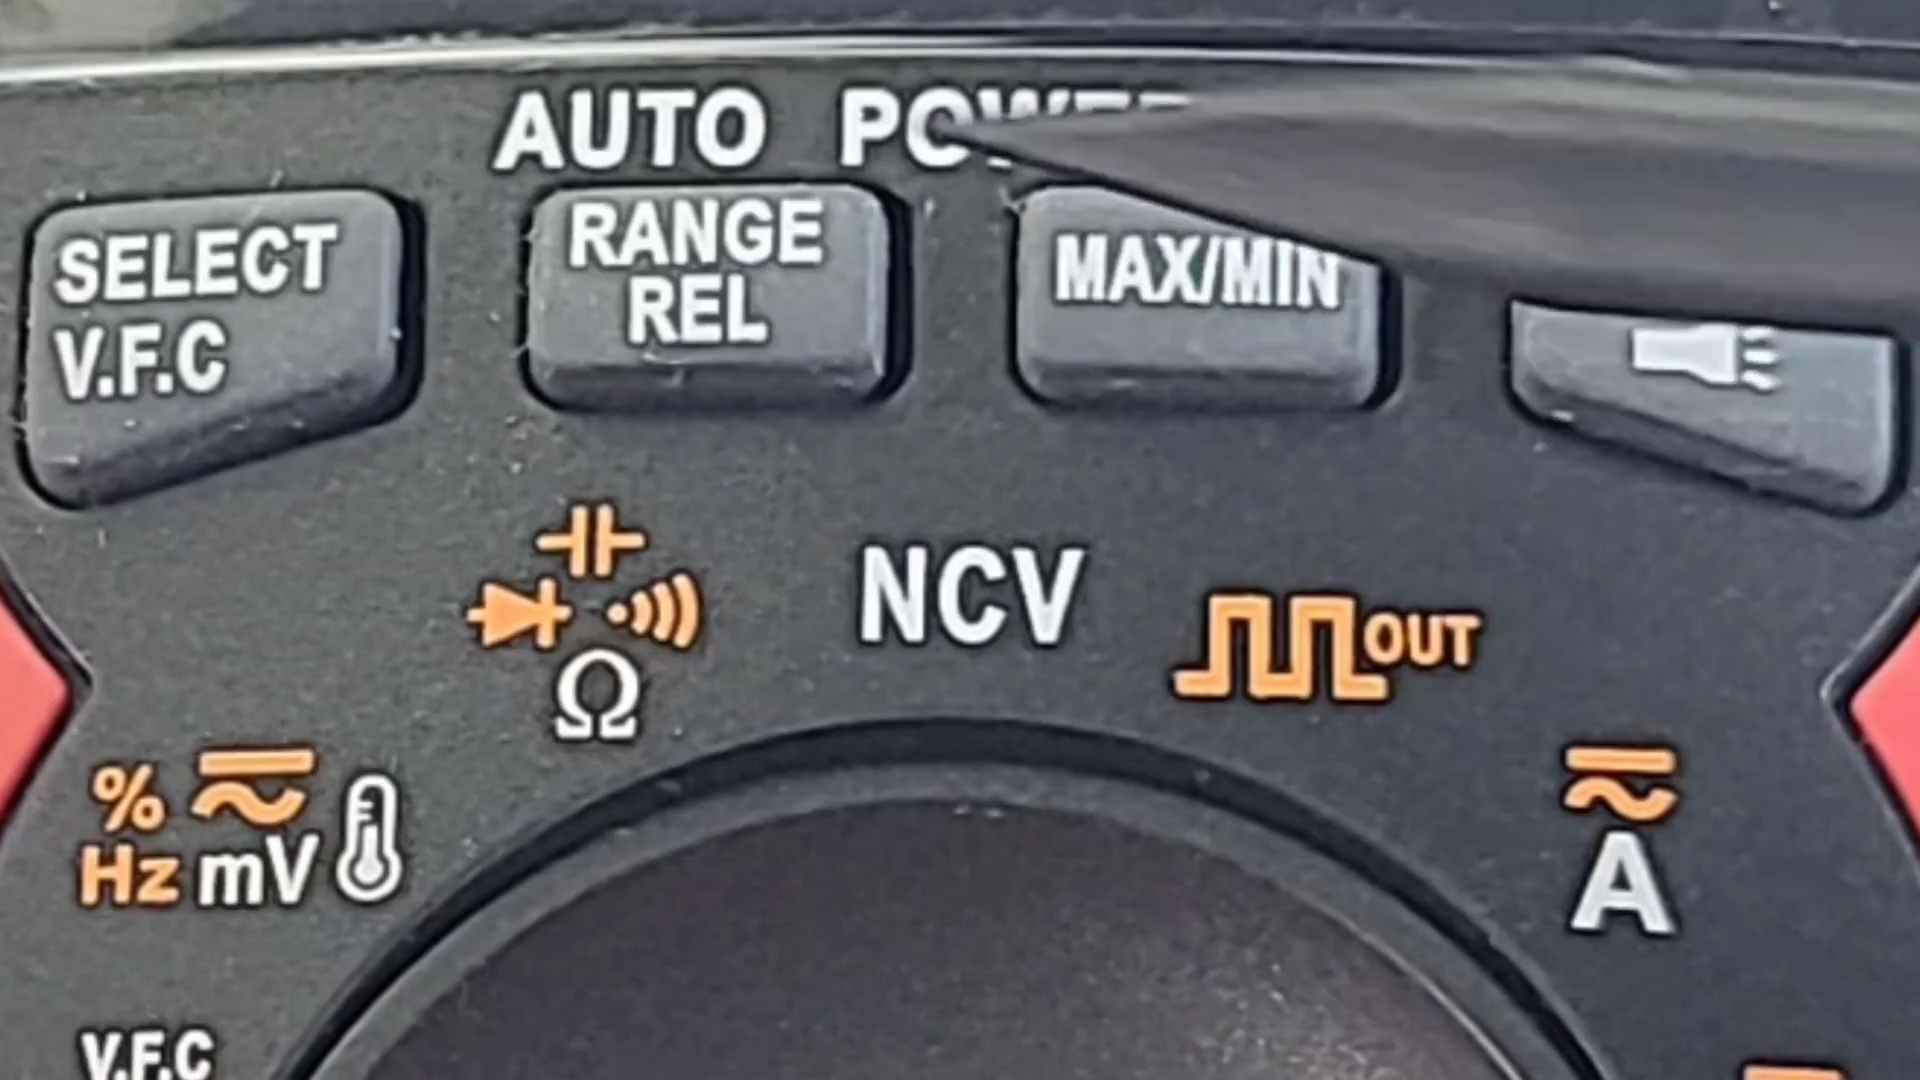 AUTO
SELECT
V.F.C
RANGE
REL
MAX/MIN
NCV
OUT
Ω
%
Hz mV
A
V.F.C